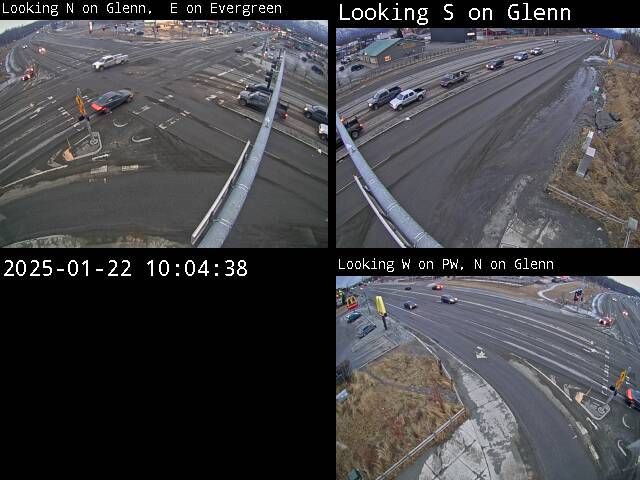 Looking N on Glenn,  E on Evergreen
Looking S on Glenn
2025-01-22 10:04:38
Looking W on PW, N on Glenn